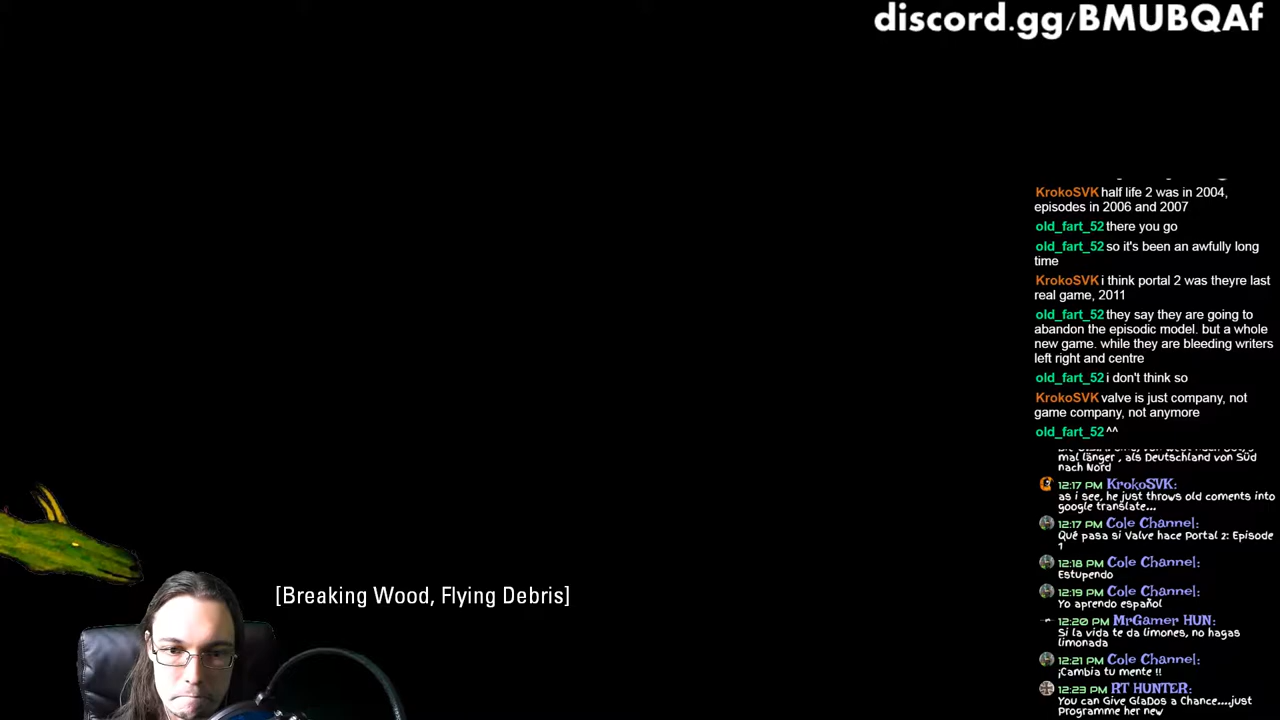 discord.gg/BMUBQAf
KrokoSVK half life 2 was in 2004,
episodes in 2006 and 2007
old_fart_52 there you go
old_fart_52 so it's been an awfully long
time
KrokoSVK i think portal 2 was theyre last
real game, 2011
old_fart_52 they say they are going to
abandon the episodic model. but a whole
new game. while they are bleeding writers
left right and centre
old_fart_52 i don't think so
KrokoSVK valve is just company, not
game company, not anymore
old_fart_52 ^^
mal länger , als Deutschland von Süd
nach Nord
12:17 PM KrokoSVK:
as i see, he just throws old coments into
google translate...
12:17 PM Cole Channel:
Qué pasa si Valve hace Portal 2: Episode
1
12:18 PM Cole Channel:
Estupendo
12:19 PM Cole Channel:
Yo aprendo español
12:20 PM MrGamer HUN:
Si la vida te da limones, no hagas
limonada
12:21 PM Cole Channel:
¡Cambia tu mente !!
12:23 PM RT HUNTER:
You can Give GlaDos a Chance....just
Programme her new
[Breaking Wood, Flying Debris]